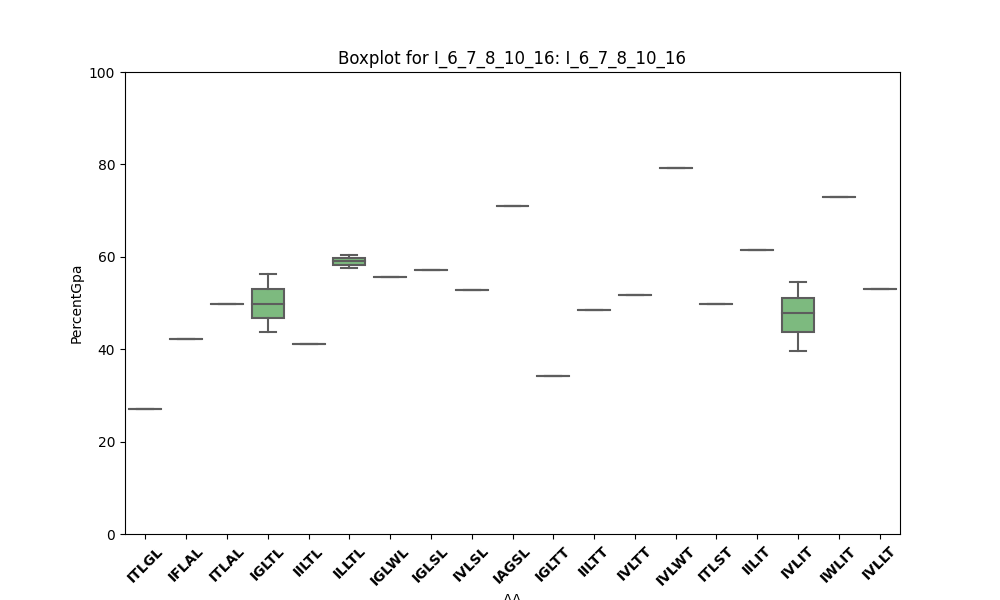 Boxplot for I_6_7_8_10_16: I_6_7_8_10_16
PercentGpa
100
80
60
40
20
0
ITLGL
IFLAL
ITLAL
IGLTL
IILTL
ILLTL
IGLWL
IGLSL
IVLSL
IAGSL
IGLTT
IILTT
IVLTT
IVLWT
ITLST
IILIT
IVLIT
IWLIT
IVLLT
AA